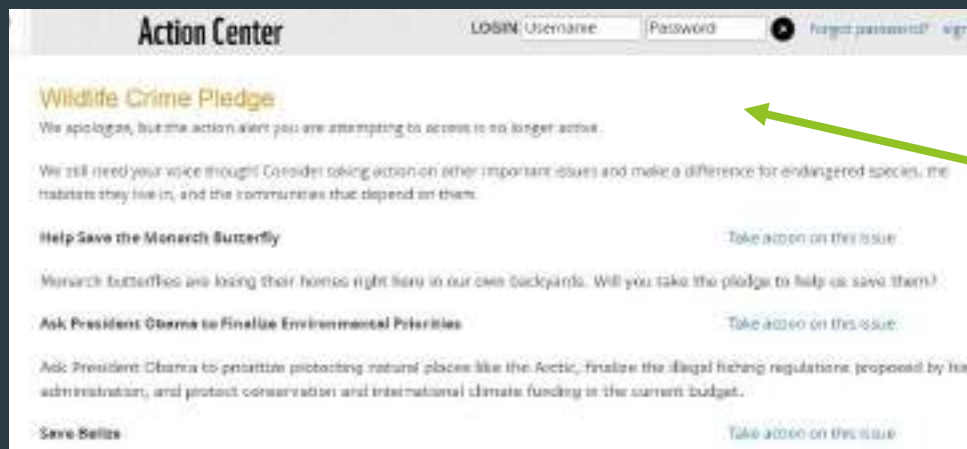 Action Center LOGIN Username Password forgot password? sign
Wildlife Crime Pledge
We apologize, but the action alert you are attempting to access is no longer active.
We still need your voice though! Consider taking action on other important issues and make a difference for endangered species, the
habitats they live in, and the communities that depend on them.
Help Save the Monarch Butterfly Take action on this issue
Monarch butterflies are losing their homes right here in our own backyards. Will you take the pledge to help us save them?
Ask President Obama to Finalize Environmental Priorities Take action on this issue
Ask President Obama to prioritize protecting natural places like the Arctic, finalize the illegal fishing regulations proposed by his
administration, and protect conservation and international climate funding in the current budget.
Save Belize Take action on this issue